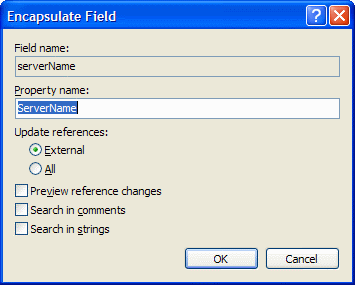 Encapsulate Field
Field name:
serverName
Property name:
ServerName
Update references:
External
All
Preview reference changes
Search in comments
Search in strings
OK Cancel